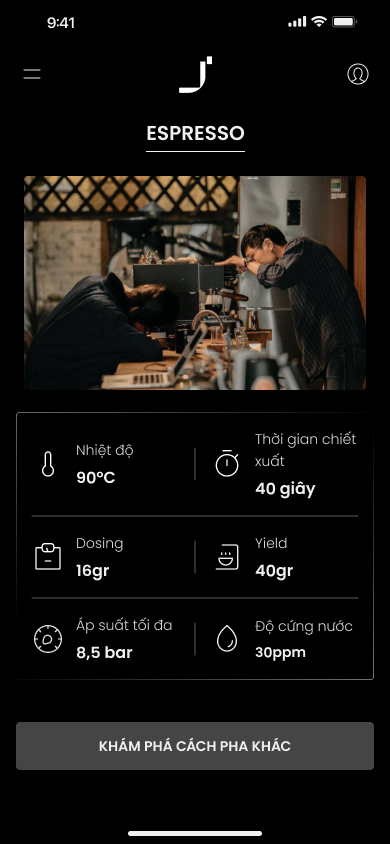 9:41
ESPRESSO
Nhiệt độ
90°C
Thời gian chiết
xuất
40 giây
Dosing
16gr
Yield
40gr
Áp suất tối đa
8,5 bar
Độ cứng nước
30ppm
KHÁM PHÁ CÁCH PHA KHÁC